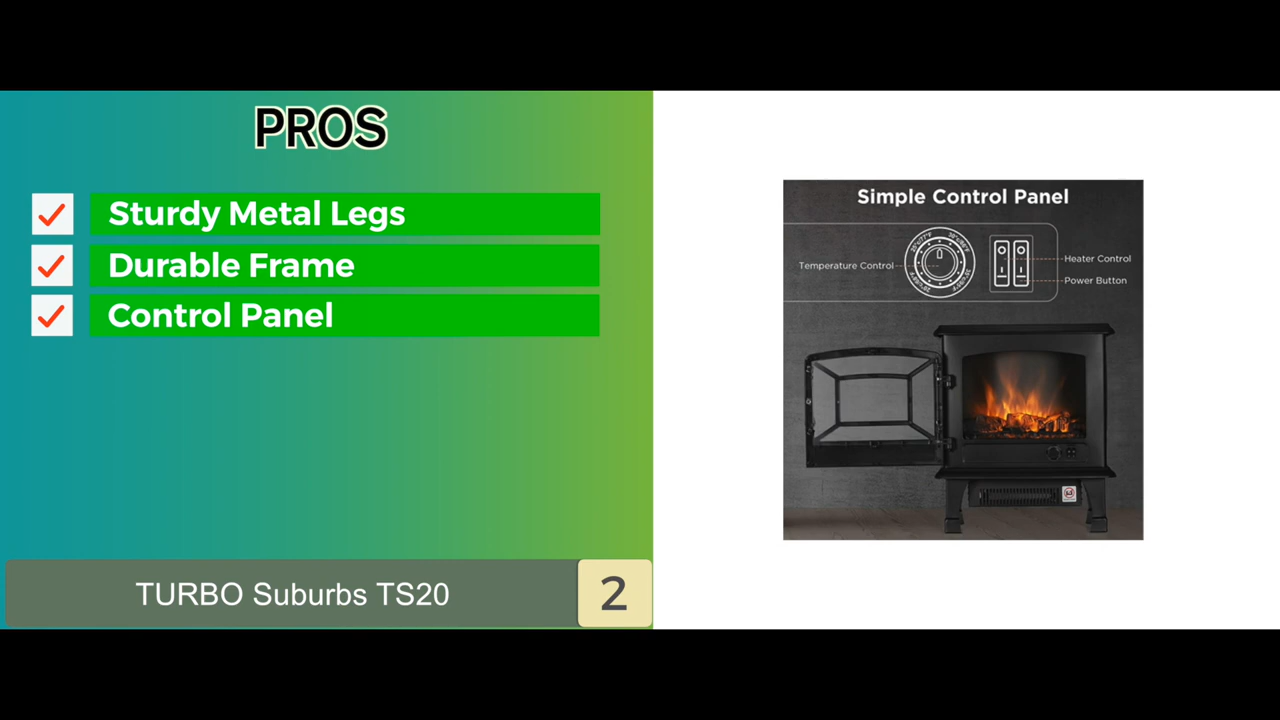 PROS
Sturdy Metal Legs
Durable Frame
Control Panel
TURBO Suburbs TS20
2
Simple Control Panel
Temperature Control
Heater Control
Power Button